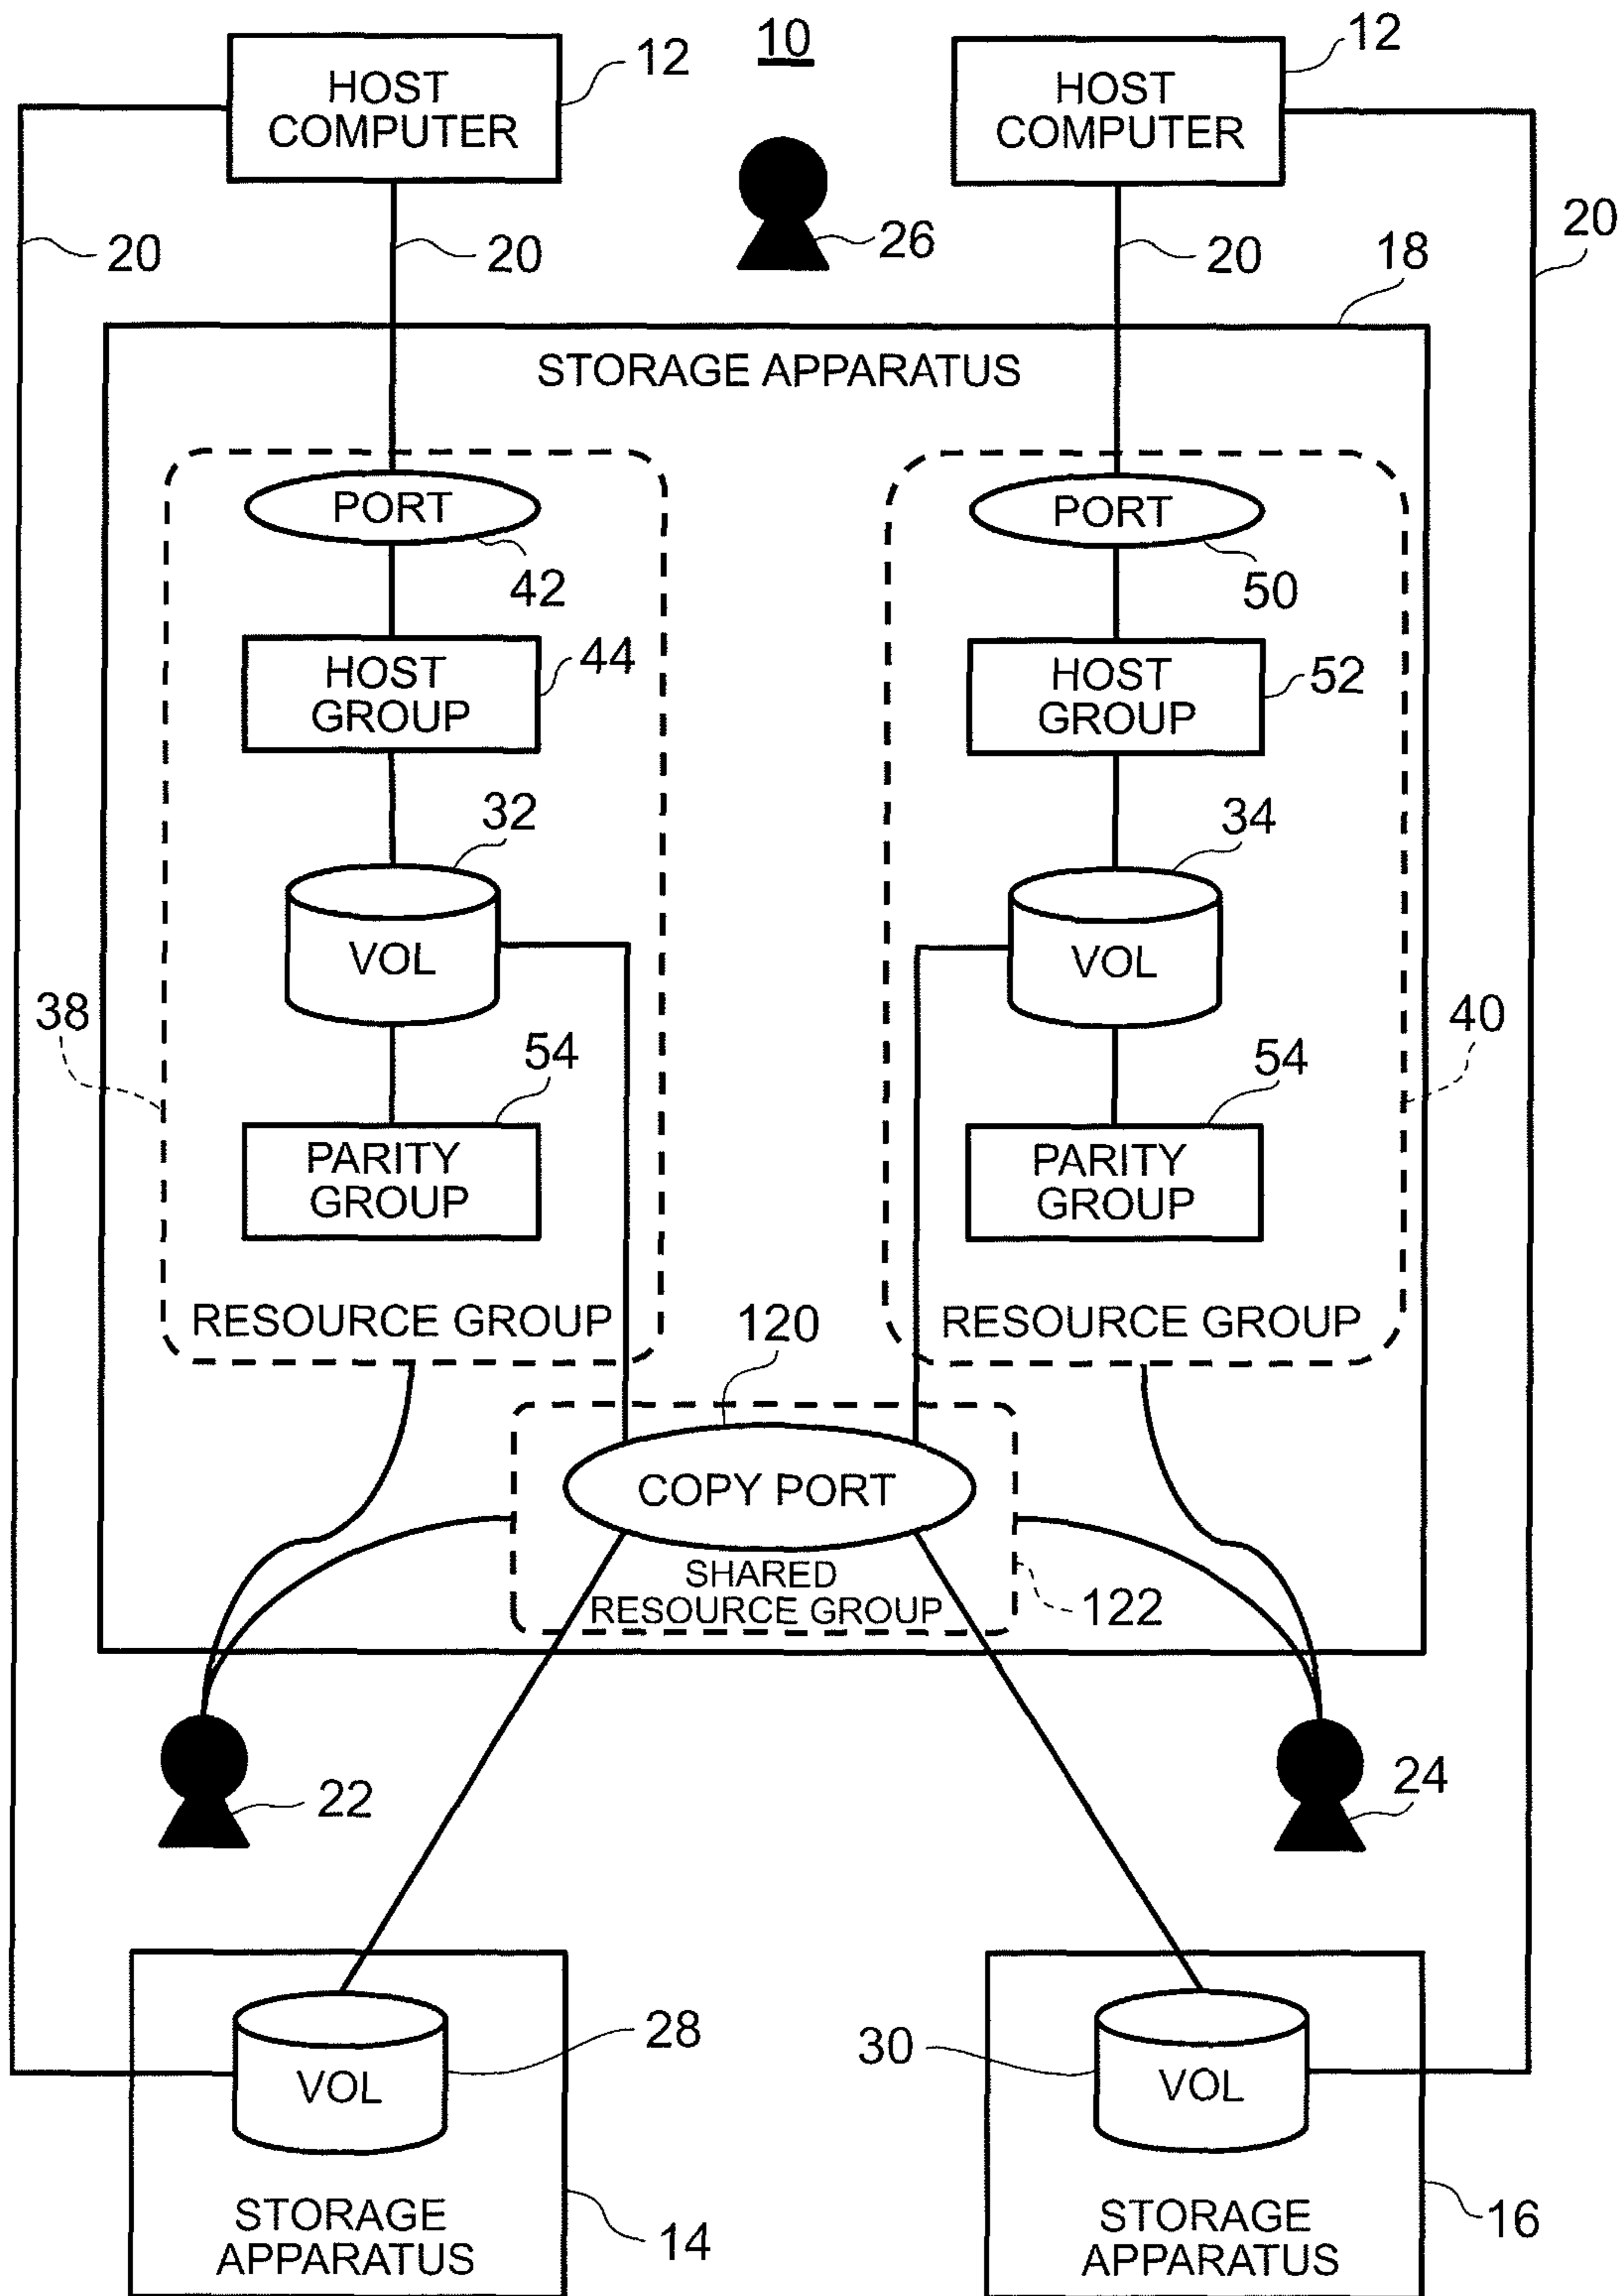 10
HOST
COMPUTER
12
HOST
COMPUTER
12
20
20
26
20
20
18
STORAGE APPARATUS
PORT
42
PORT
50
HOST
GROUP
44
HOST
GROUP
52
32
VOL
34
VOL
38
40
54
PARITY
GROUP
54
PARITY
GROUP
RESOURCE GROUP
RESOURCE GROUP
120
COPY PORT
SHARED
RESOURCE GROUP
122
22
24
28
VOL
30
VOL
STORAGE
APPARATUS
14
STORAGE
APPARATUS
16